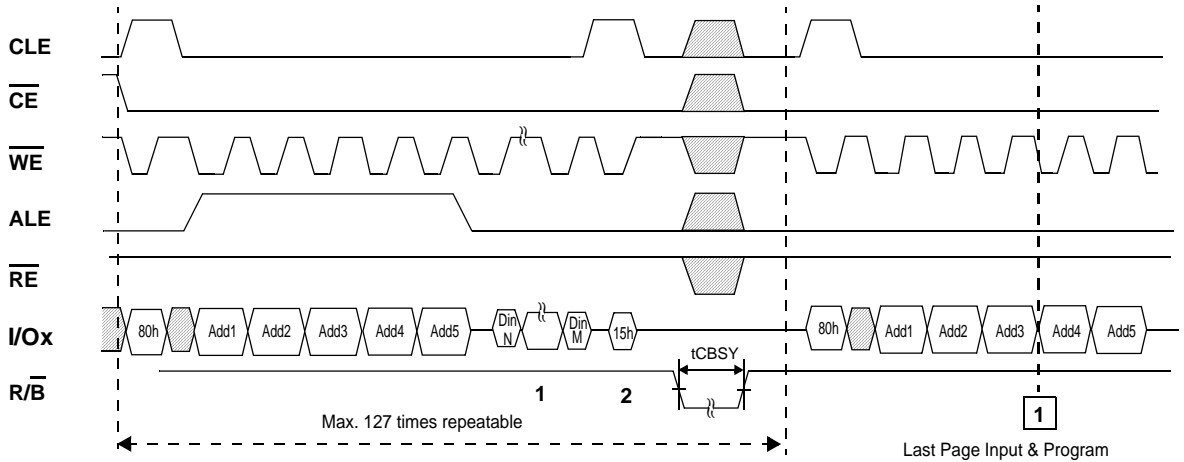 CLE
CE
WE
ALE
RE
I/Ox 80h Add1 Add2 Add3 Add4 Add5 Din N Din M 15h 80h Add1 Add2 Add3 Add4 Add5
tCBSY
R/B
1 2
1
Max. 127 times repeatable
Last Page Input & Program